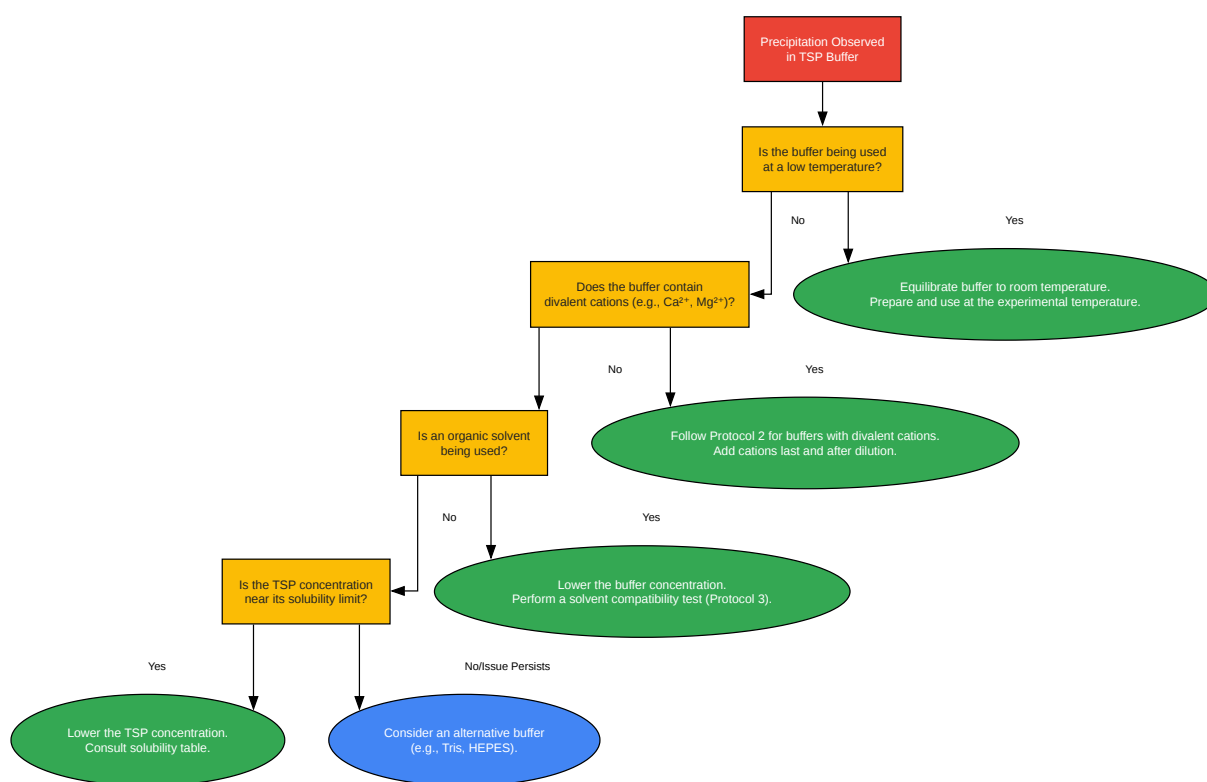 Precipitation Observed
in TSP Buffer
Is the buffer being used
at a low temperature?
No
Yes
Does the buffer contain
divalent cations (e.g., Ca²⁺, Mg²⁺)?
Equilibrate buffer to room temperature.
Prepare and use at the experimental temperature.
No
Yes
Is an organic solvent
being used?
Follow Protocol 2 for buffers with divalent cations.
Add cations last and after dilution.
No
Yes
Is the TSP concentration
near its solubility limit?
Lower the buffer concentration.
Perform a solvent compatibility test (Protocol 3).
Yes
No/Issue Persists
Lower the TSP concentration.
Consult solubility table.
Consider an alternative buffer
(e.g., Tris, HEPES).